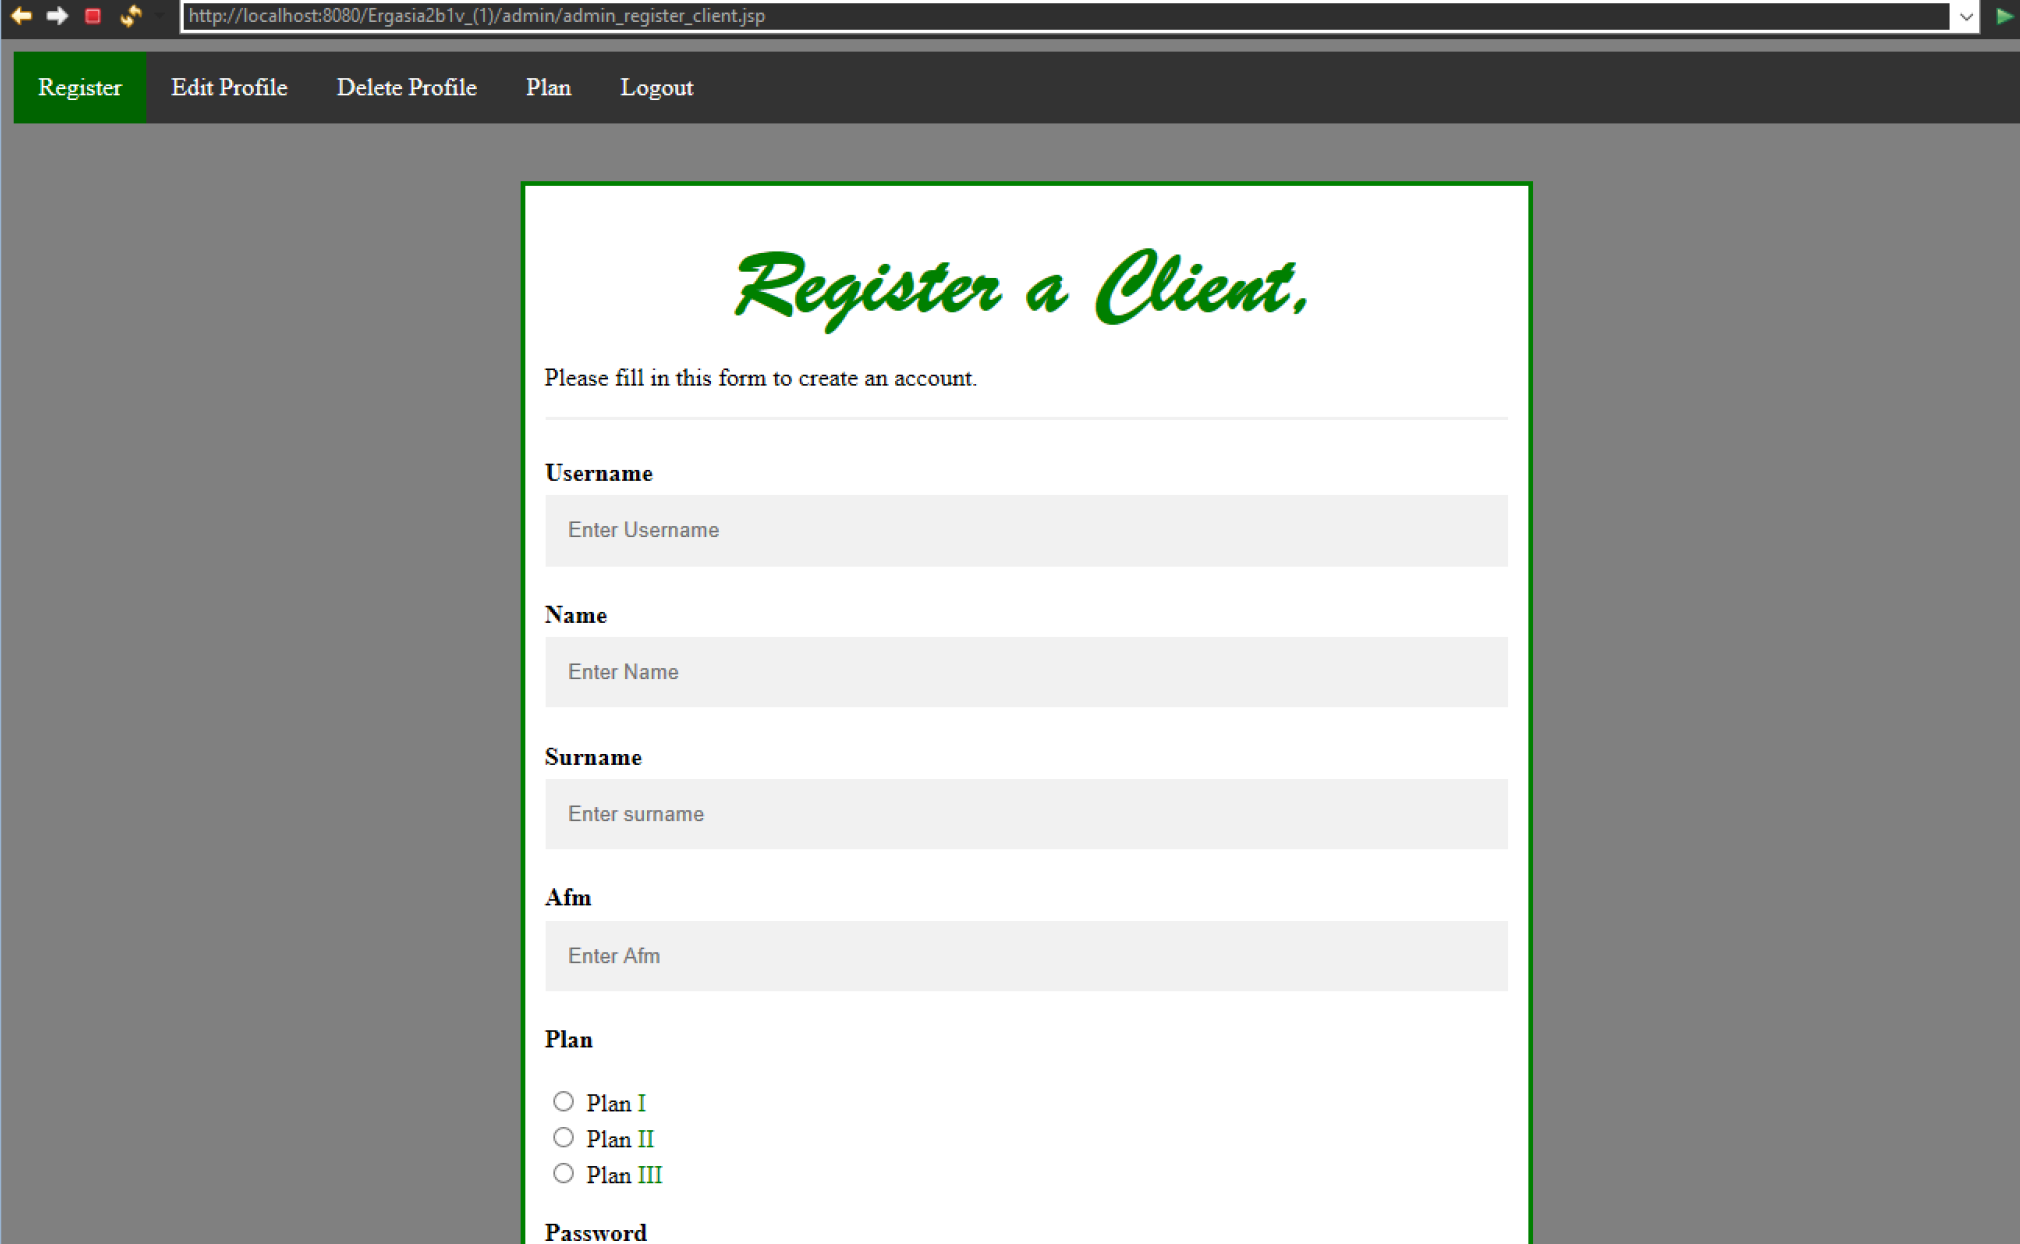 http://localhost:8080/Ergasia2b1v_(1)/admin/admin_register_client.jsp
Register Edit Profile Delete Profile Plan Logout
Register a Client,
Please fill in this form to create an account.
Username
Enter Username
Name
Enter Name
Surname
Enter surname
Afm
Enter Afm
Plan
Plan I
Plan II
Plan III
Password